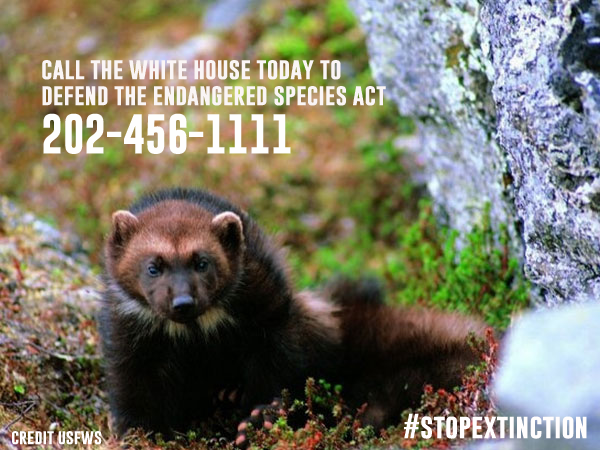 CALL THE WHITE HOUSE TODAY TO
DEFEND THE ENDANGERED SPECIES ACT
202-456-1111
#STOPEXTINCTION
CREDIT USFWS